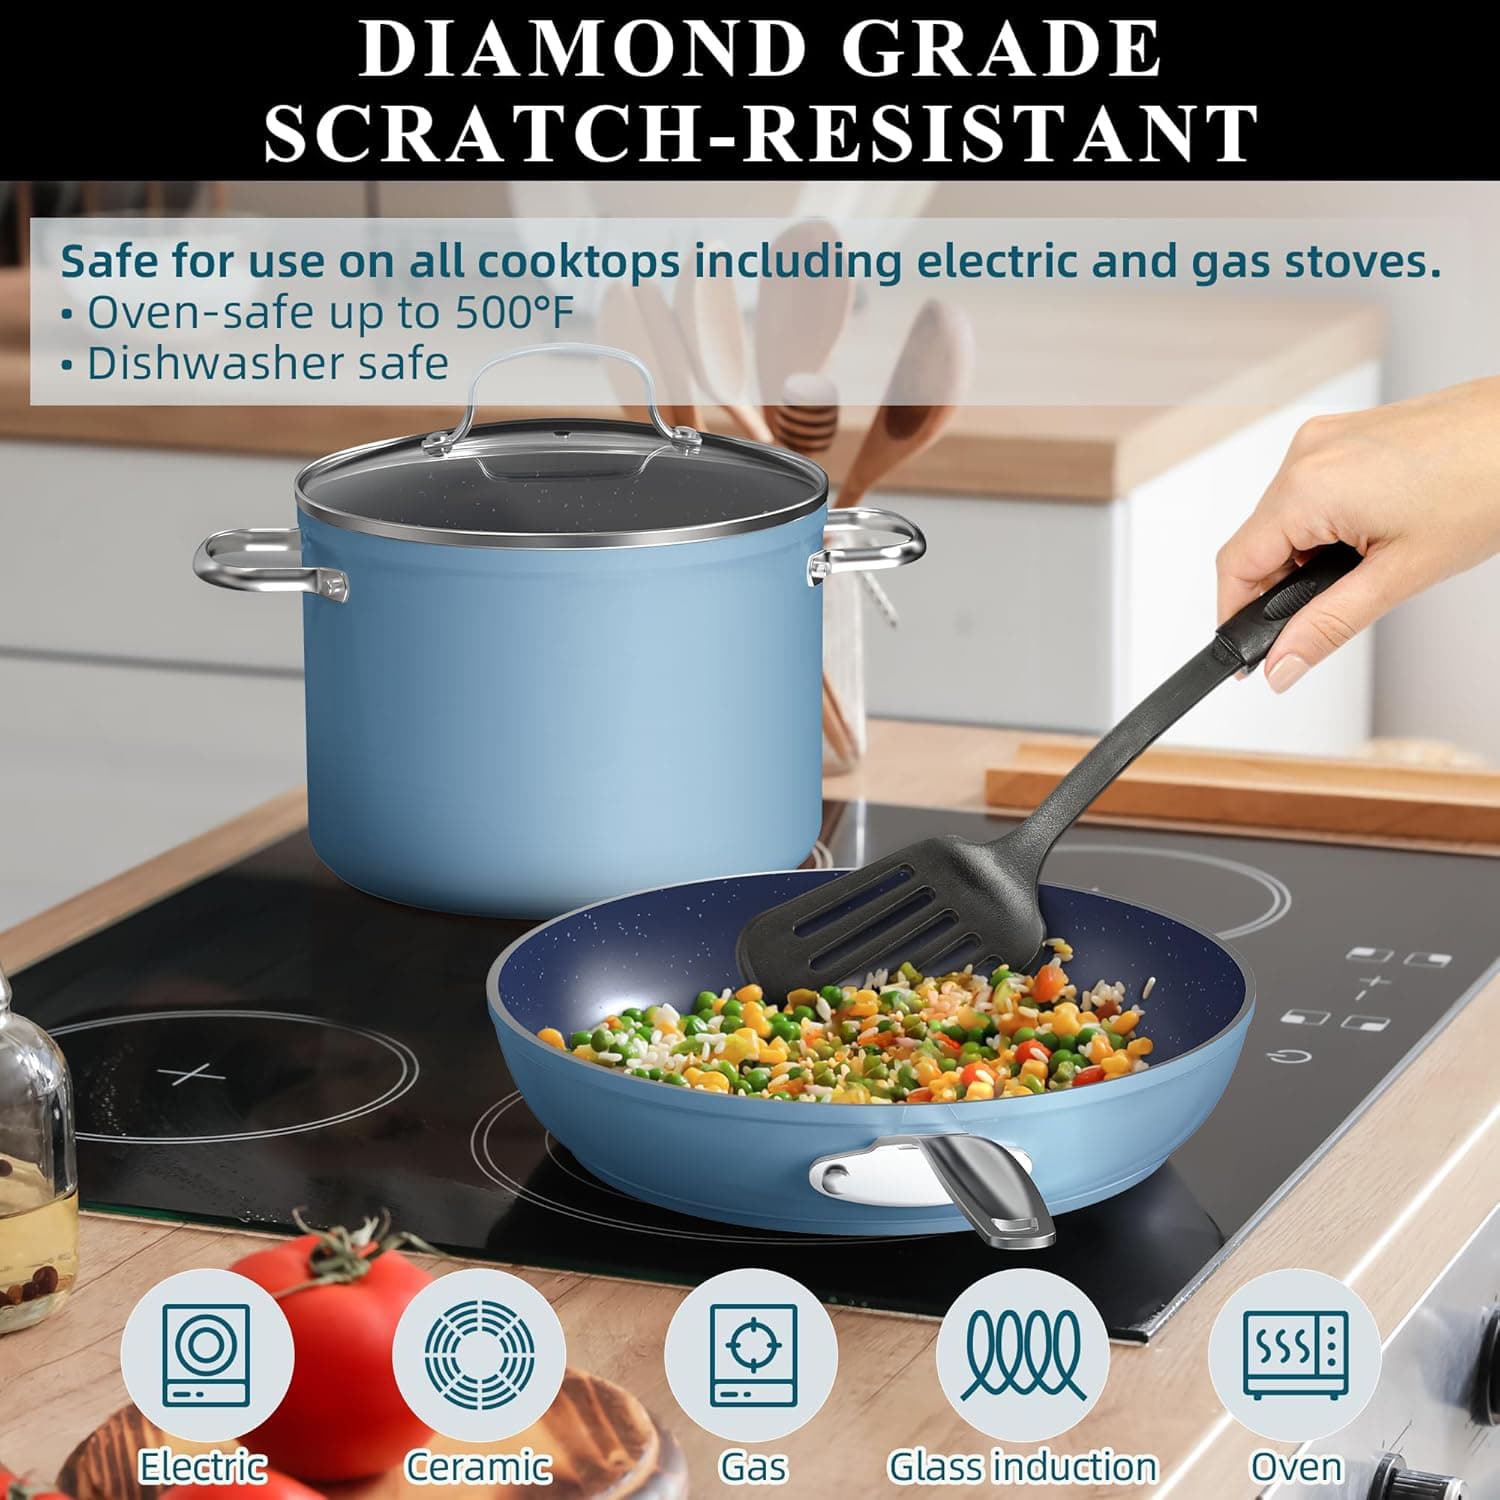 DIAMOND GRADE
SCRATCH-RESISTANT
Safe for use on all cooktops including electric and gas stoves.
• Oven-safe up to 500°F
• Dishwasher safe
Electric
Ceramic
Gas
Glass induction
Oven